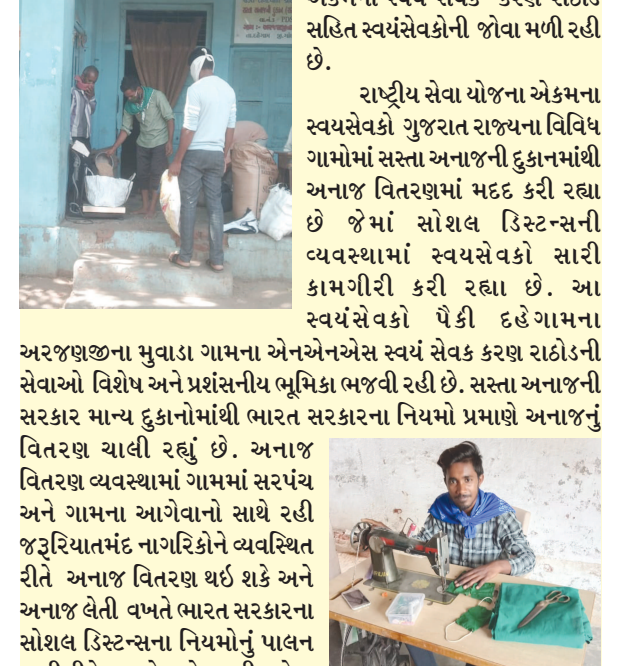 સહિત સ્વયંસેવકોની જોવા મળી રહી
છે.
રાષ્ટ્રીય સેવા યોજના એકમના
સ્વયસેવકો ગુજરાત રાજ્યના વિવિધ
ગામોમાં સસ્તા અનાજની દુકાનમાંથી
અનાજ વિતરણમાં મદદ કરી રહ્યા
છે જેમાં સોશલ ડિસ્ટન્સની
વ્યવસ્થામાં સ્વયસેવકો સારી
કામગીરી કરી રહ્યા છે. આ
સ્વયંસેવકો પૈકી દહેગામના
અરજણજીના મુવાડા ગામના એનએનએસ સ્વયં સેવક કરણ રાઠોડની
સેવાઓ વિશેષ અને પ્રશંસનીય ભૂમિકા ભજવી રહી છે. સસ્તા અનાજની
સરકાર માન્ય દુકાનોમાંથી ભારત સરકારના નિયમો પ્રમાણે અનાજનું
વિતરણ ચાલી રહ્યું છે. અનાજ
વિતરણ વ્યવસ્થામાં ગામમાં સરપંચ
અને ગામના આગેવાનો સાથે રહી
જરૂરિયાતમંદ નાગરિકોને વ્યવસ્થિત
રીતે અનાજ વિતરણ થઇ શકે અને
અનાજ લેતી વખતે ભારત સરકારના
સોશલ ડિસ્ટન્સના નિયમોનું પાલન